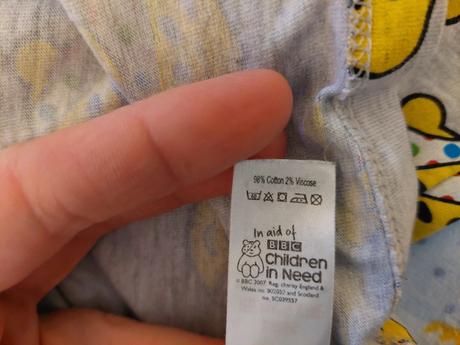 98% Cotton 2% Viscose
In aid of
BBC
Children
in Need
© BBC 2007 Reg. charity England &
Wales no. 802052 and Scotland
no. SC039557